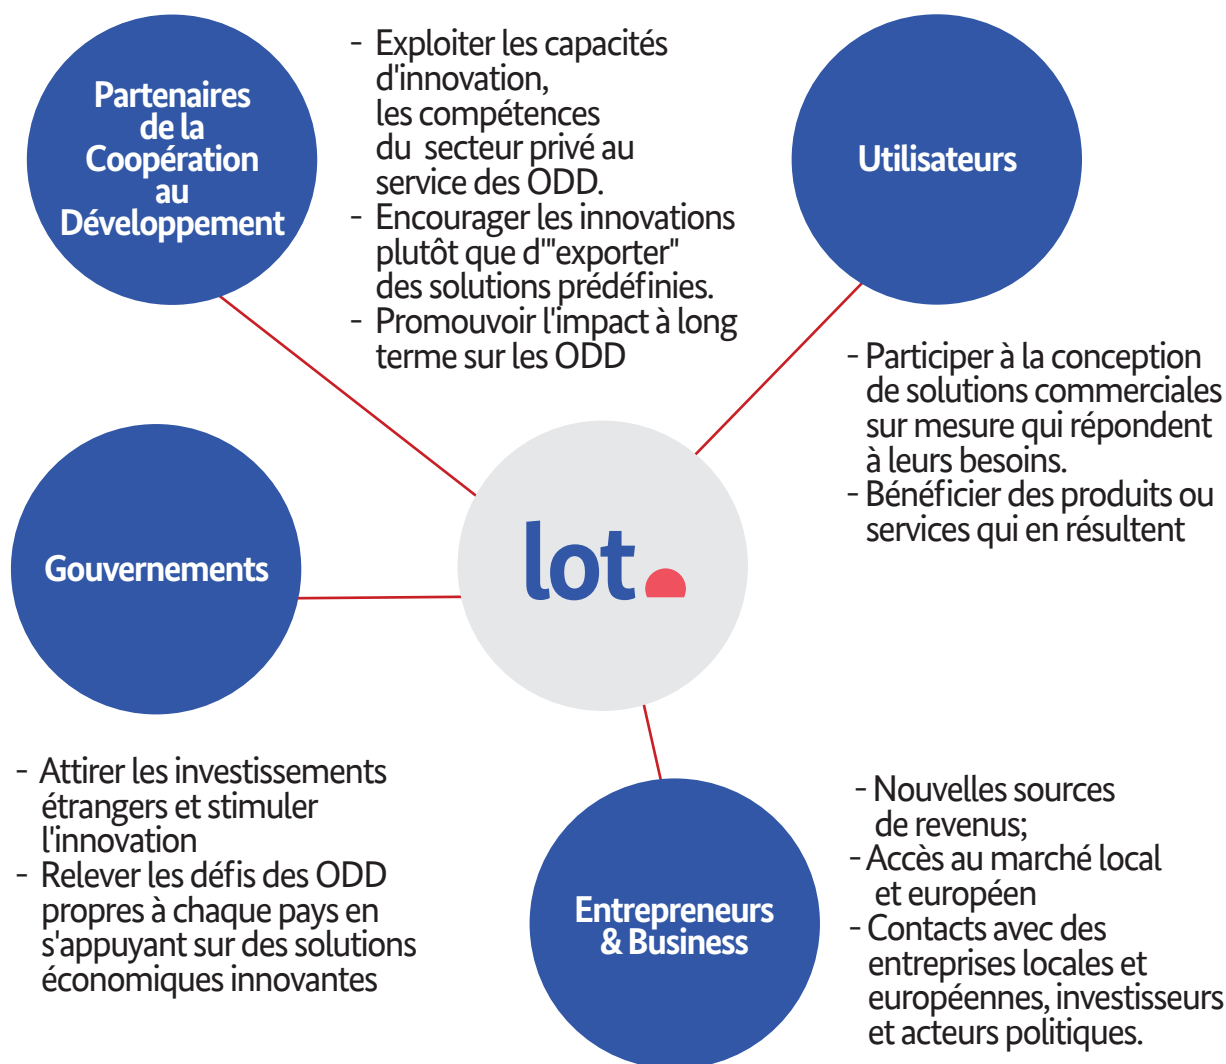 Partenaires
de la
Coopération
au
Développement
- Exploiter les capacités
d'innovation,
les compétences
du secteur privé au
service des ODD.
- Encourager les innovations
plutôt que d'"exporter"
des solutions prédéfinies.
- Promouvoir l'impact à long
terme sur les ODD
Utilisateurs
- Participer à la conception
de solutions commerciales
sur mesure qui répondent
à leurs besoins.
- Bénéficier des produits ou
services qui en résultent
Gouvernements
lot.
- Attirer les investissements
étrangers et stimuler
l'innovation
- Relever les défis des ODD
propres à chaque pays en
s'appuyant sur des solutions
économiques innovantes
Entrepreneurs
& Business
- Nouvelles sources
de revenus;
- Accès au marché local
et européen
- Contacts avec des
entreprises locales et
européennes, investisseurs
et acteurs politiques.